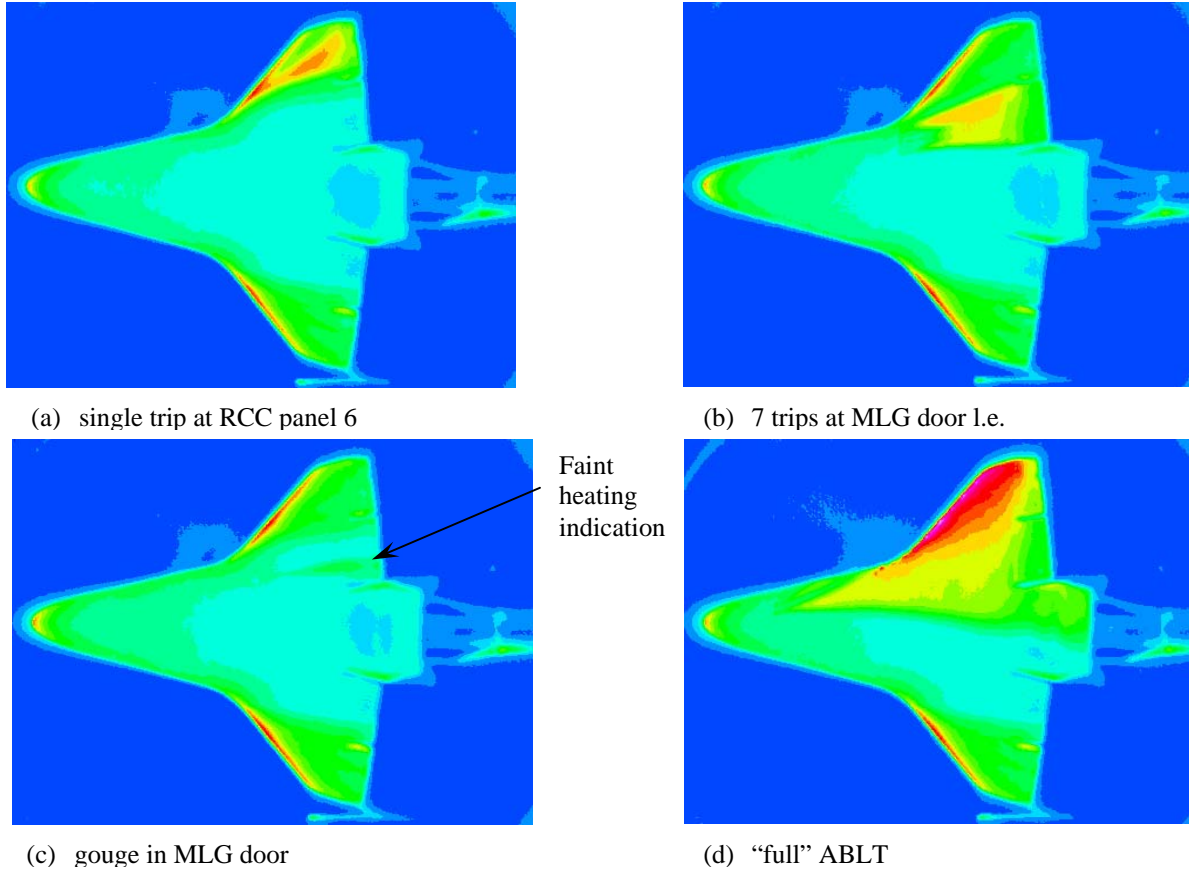 (a) single trip at RCC panel 6
(b) 7 trips at MLG door l.e.
Faint
heating
indication
(c) gouge in MLG door
(d) “full” ABLT